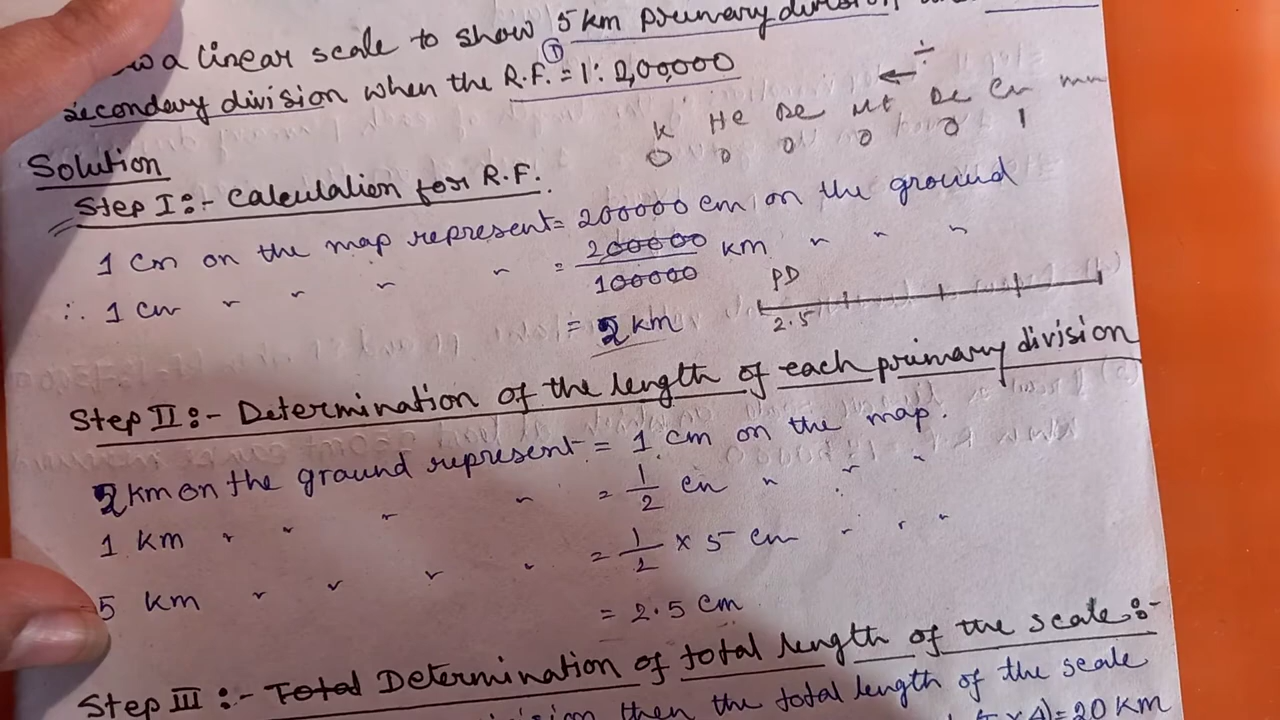 a linear scale to show 5 km primary division
secondary division when the R.F. = 1: 2,00,000
÷
K He De Mt De Cm mm
0 0 0 0 0 1
Solution
Step I :- Calculation for R.F.
1 Cm on the map represent = 200000 cm on the ground
∴ 1 cm " " " " = 200000/100000 km " " "
= 2 km
PD
2.5
Step II :- Determination of the length of each primary division
2 km on the ground represent = 1 cm on the map.
1 km " " " " = 1/2 cm " " "
5 km " " " " = 1/2 × 5 cm " " "
= 2.5 cm
Step III :- Total Determination of total length of the scale :-
then the total length of the scale
= 20 KM